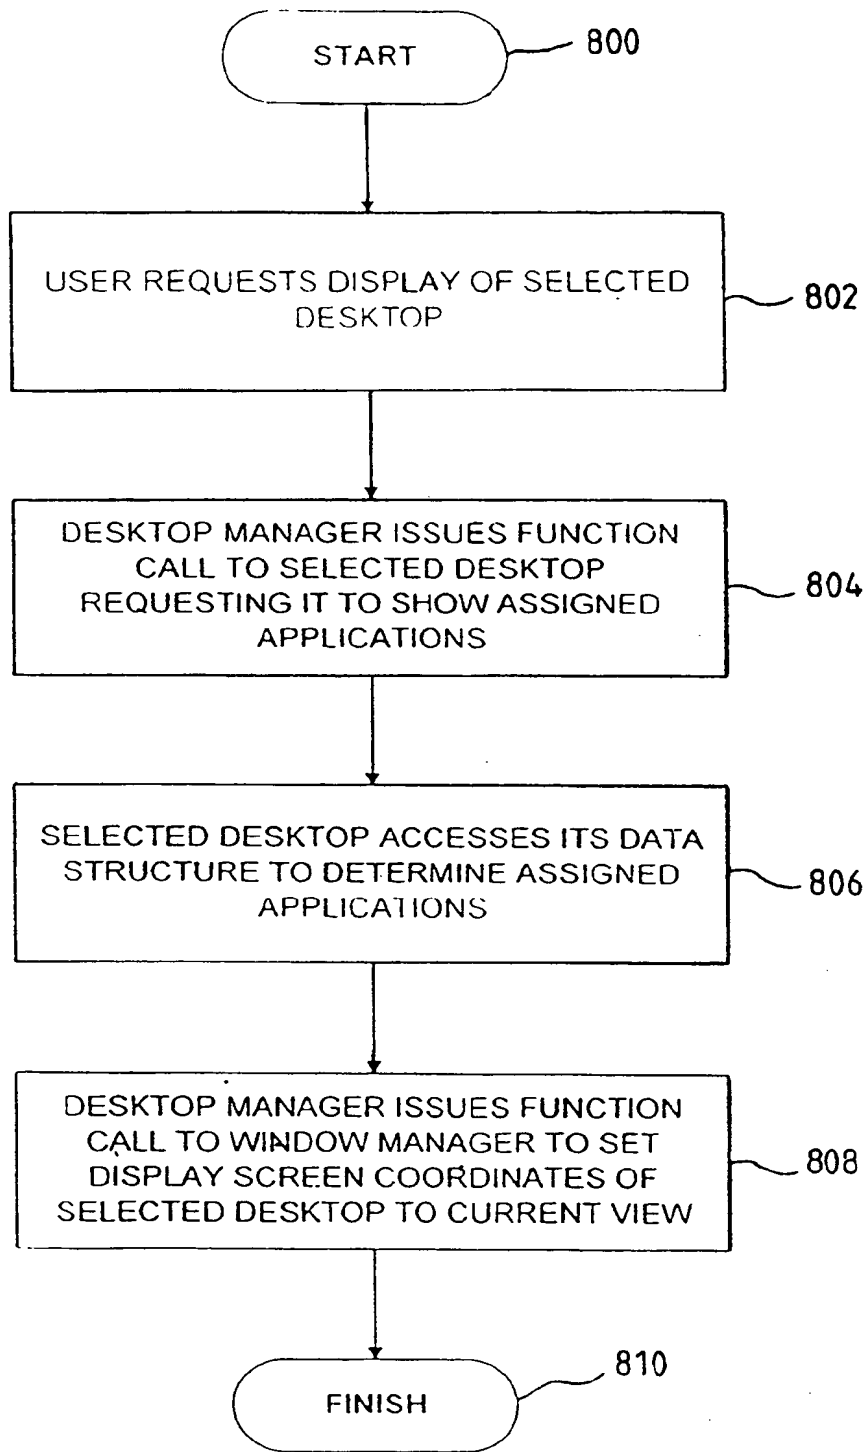 START
800
USER REQUESTS DISPLAY OF SELECTED
DESKTOP
802
DESKTOP MANAGER ISSUES FUNCTION
CALL TO SELECTED DESKTOP
REQUESTING IT TO SHOW ASSIGNED
APPLICATIONS
804
SELECTED DESKTOP ACCESSES ITS DATA
STRUCTURE TO DETERMINE ASSIGNED
APPLICATIONS
806
DESKTOP MANAGER ISSUES FUNCTION
CALL TO WINDOW MANAGER TO SET
DISPLAY SCREEN COORDINATES OF
SELECTED DESKTOP TO CURRENT VIEW
808
FINISH
810